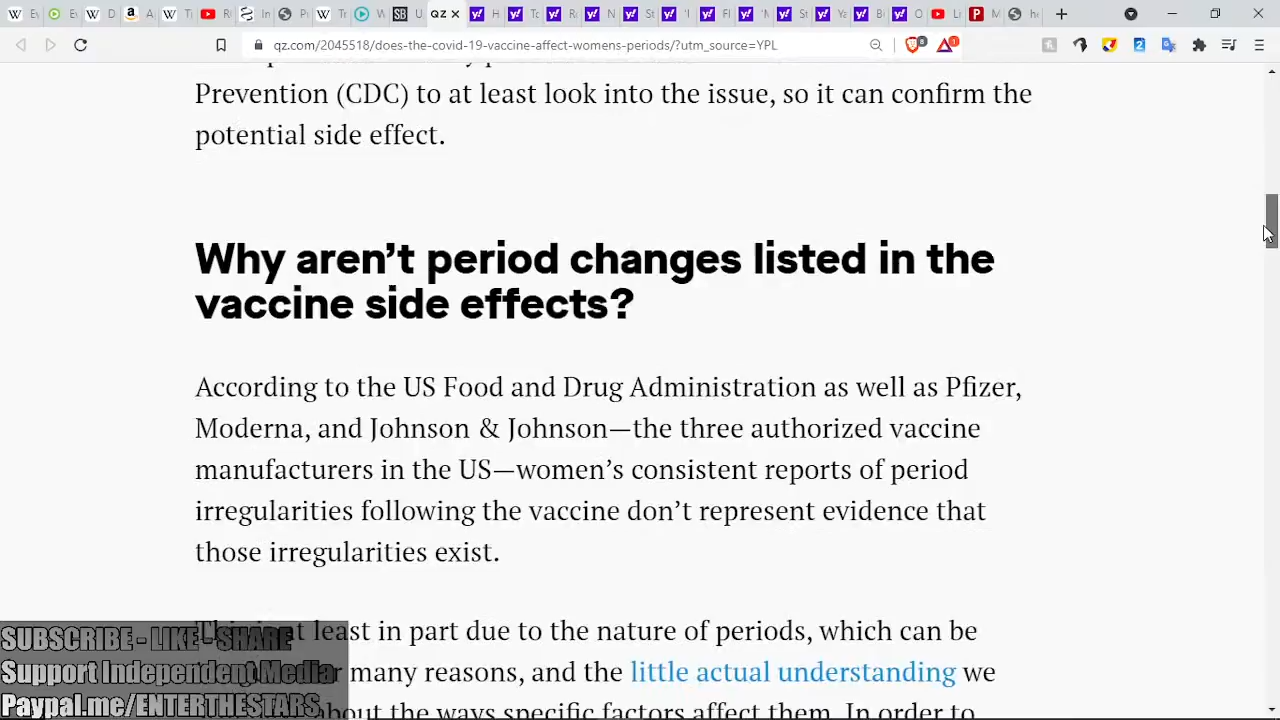 QZ
qz.com/2045518/does-the-covid-19-vaccine-affect-womens-periods/?utm_source=YPL
Prevention (CDC) to at least look into the issue, so it can confirm the
potential side effect.
Why aren’t period changes listed in the
vaccine side effects?
According to the US Food and Drug Administration as well as Pfizer,
Moderna, and Johnson & Johnson—the three authorized vaccine
manufacturers in the US—women’s consistent reports of period
irregularities following the vaccine don’t represent evidence that
those irregularities exist.
at least in part due to the nature of periods, which can be
many reasons, and the little actual understanding we
about the ways specific factors affect them. In order to
SUBSCRIBE - LIKE - SHARE
Support Independent Media
Paypal.me/ENTERTHESTARS